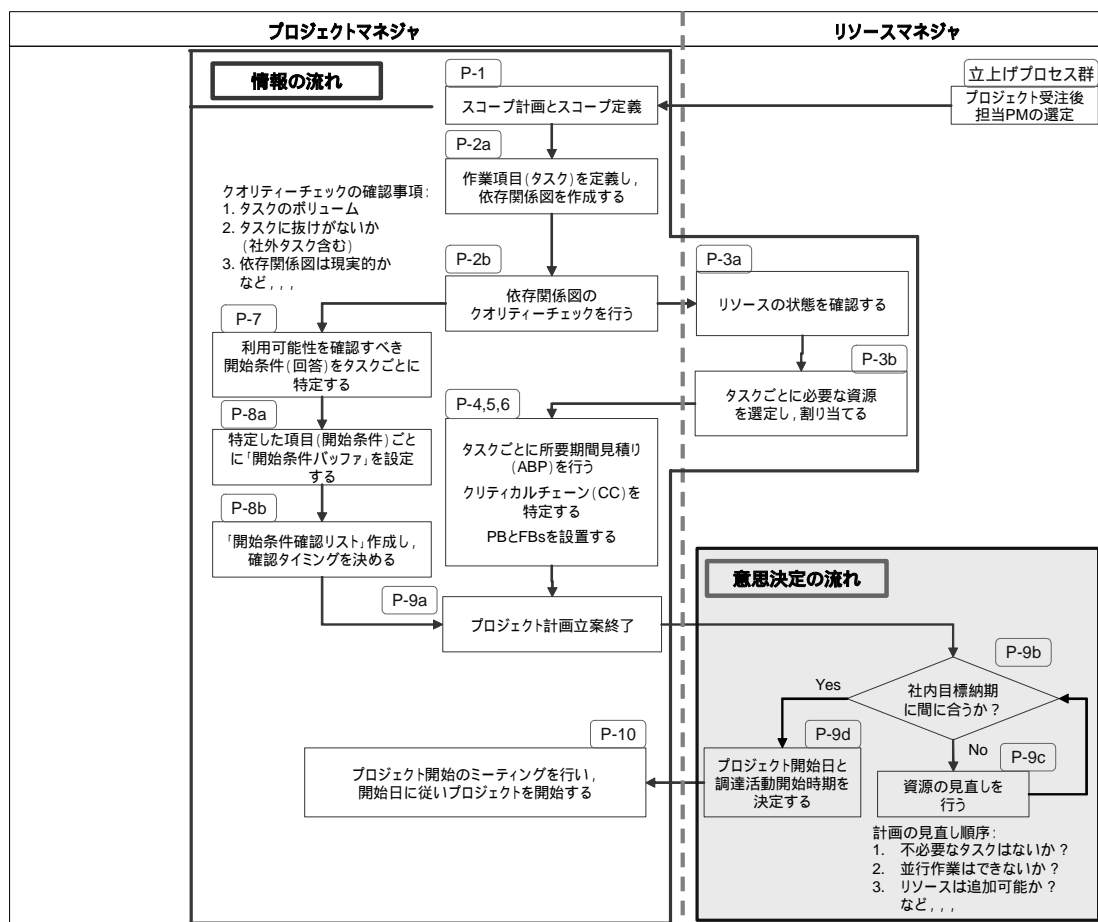 プロジェクトマネジャ
リソースマネジャ
情報の流れ
立上げプロセス群
プロジェクト受注後
担当PMの選定
P-1
スコープ計画とスコープ定義
P-2a
作業項目(タスク)を定義し,
依存関係図を作成する
クオリティーチェックの確認事項:
1. タスクのボリューム
2. タスクに抜けがないか
(社外タスク含む)
3. 依存関係図は現実的か
など,,,
P-2b
依存関係図の
クオリティーチェックを行う
P-3a
リソースの状態を確認する
P-3b
タスクごとに必要な資源
を選定し,割り当てる
P-7
利用可能性を確認すべき
開始条件(回答)をタスクごとに
特定する
P-8a
特定した項目(開始条件)ごと
に「開始条件バッファ」を設定
する
P-8b
「開始条件確認リスト」作成し,
確認タイミングを決める
P-4,5,6
タスクごとに所要期間見積り
(ABP)を行う
クリティカルチェーン(CC)を
特定する
PBとFBsを設置する
P-9a
プロジェクト計画立案終了
意思決定の流れ
P-9b
社内目標納期
に間に合うか?
Yes
No
P-9c
資源の見直しを
行う
P-9d
プロジェクト開始日と
調達活動開始時期を
決定する
P-10
プロジェクト開始のミーティングを行い,
開始日に従いプロジェクトを開始する
計画の見直し順序:
1. 不必要なタスクはないか?
2. 並行作業はできないか?
3. リソースは追加可能か?
など,,,